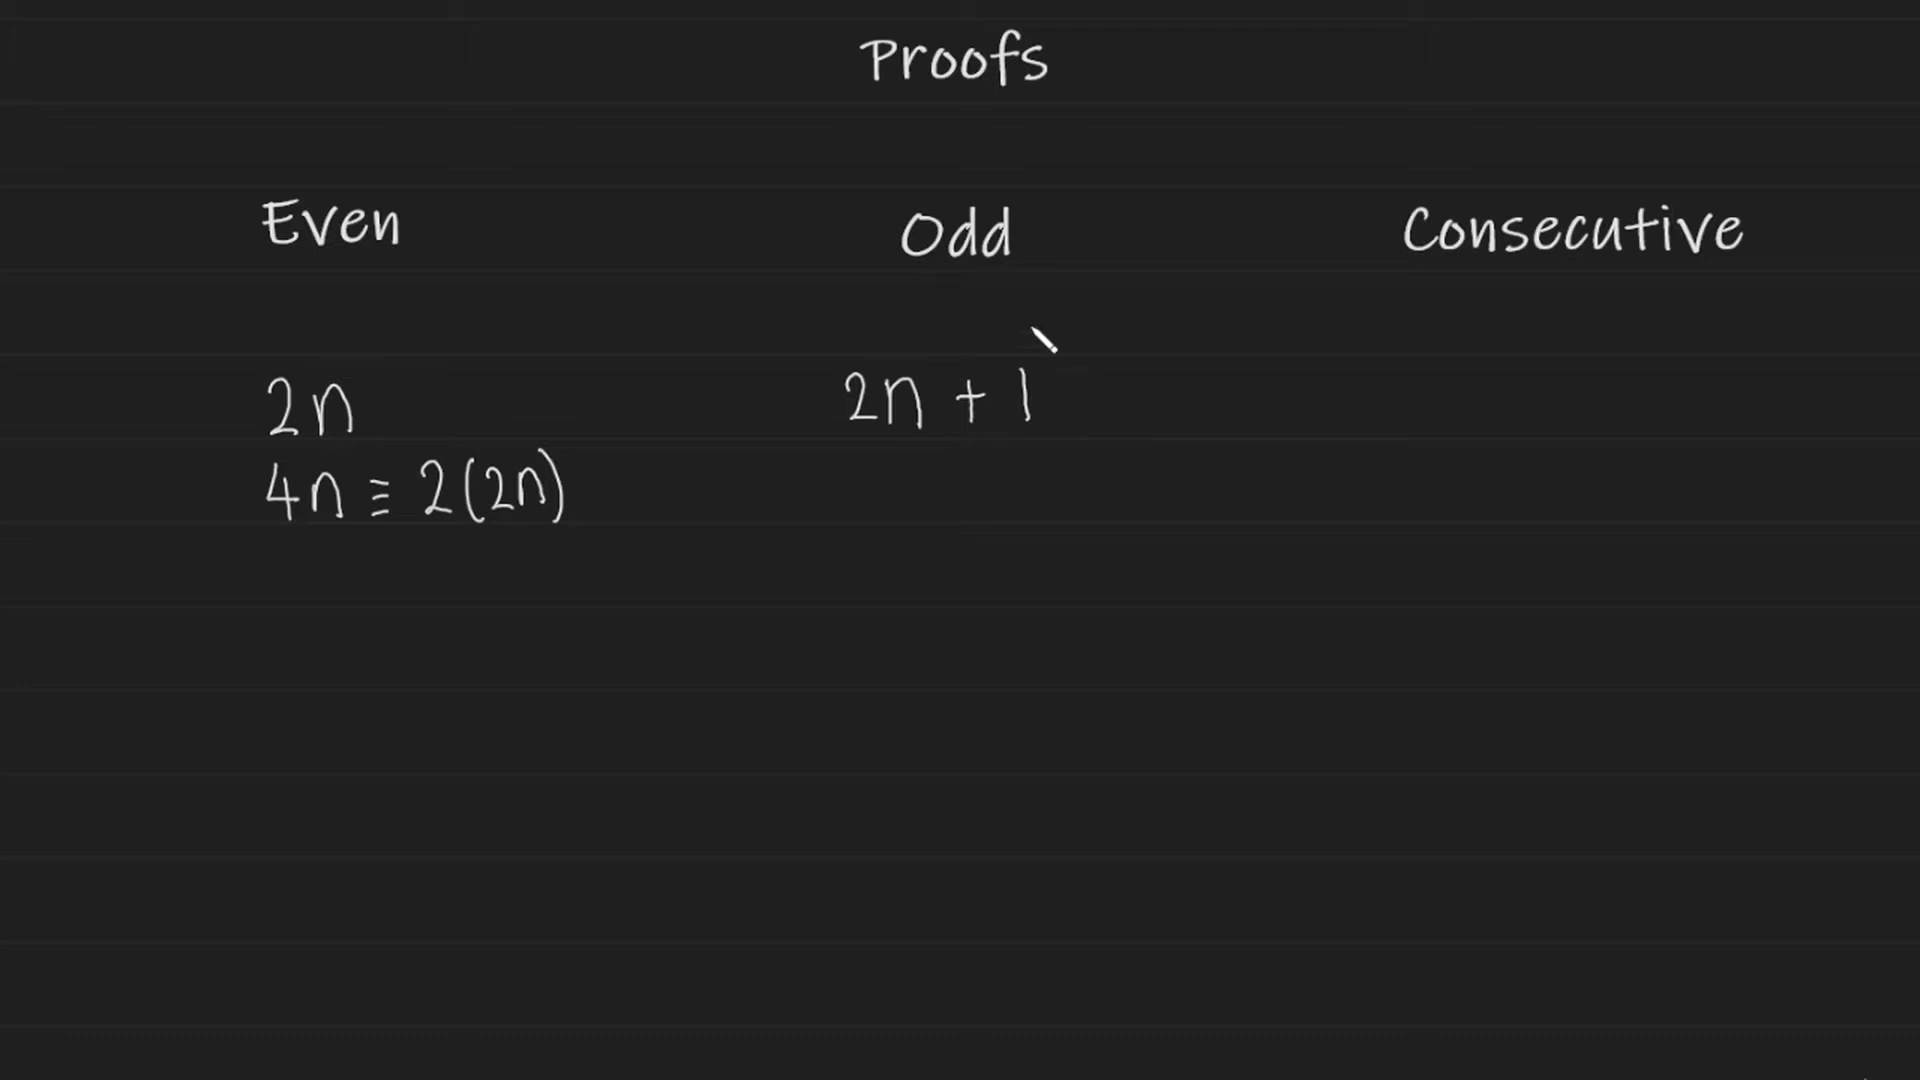 Proofs
Even
Odd
Consecutive
2n
2n + 1
4n ≡ 2(2n)